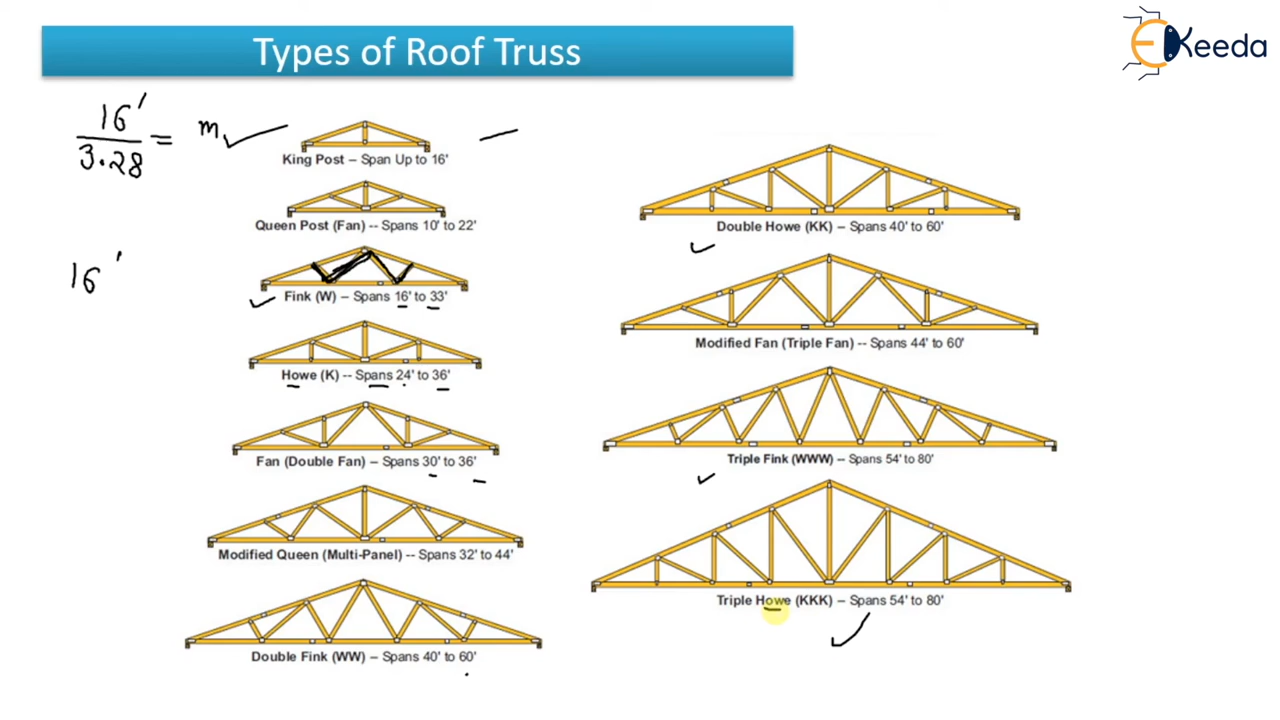 Types of Roof Truss
EKeeda
16'
3.28
= m
16'
King Post – Span Up to 16'
Queen Post (Fan) -- Spans 10' to 22'
Fink (W) – Spans 16' to 33'
Howe (K) -- Spans 24' to 36'
Fan (Double Fan) – Spans 30' to 36'
Modified Queen (Multi-Panel) -- Spans 32' to 44'
Double Fink (WW) – Spans 40' to 60'
Double Howe (KK) – Spans 40' to 60'
Modified Fan (Triple Fan) – Spans 44' to 60'
Triple Fink (WWW) – Spans 54' to 80'
Triple Howe (KKK) – Spans 54' to 80'